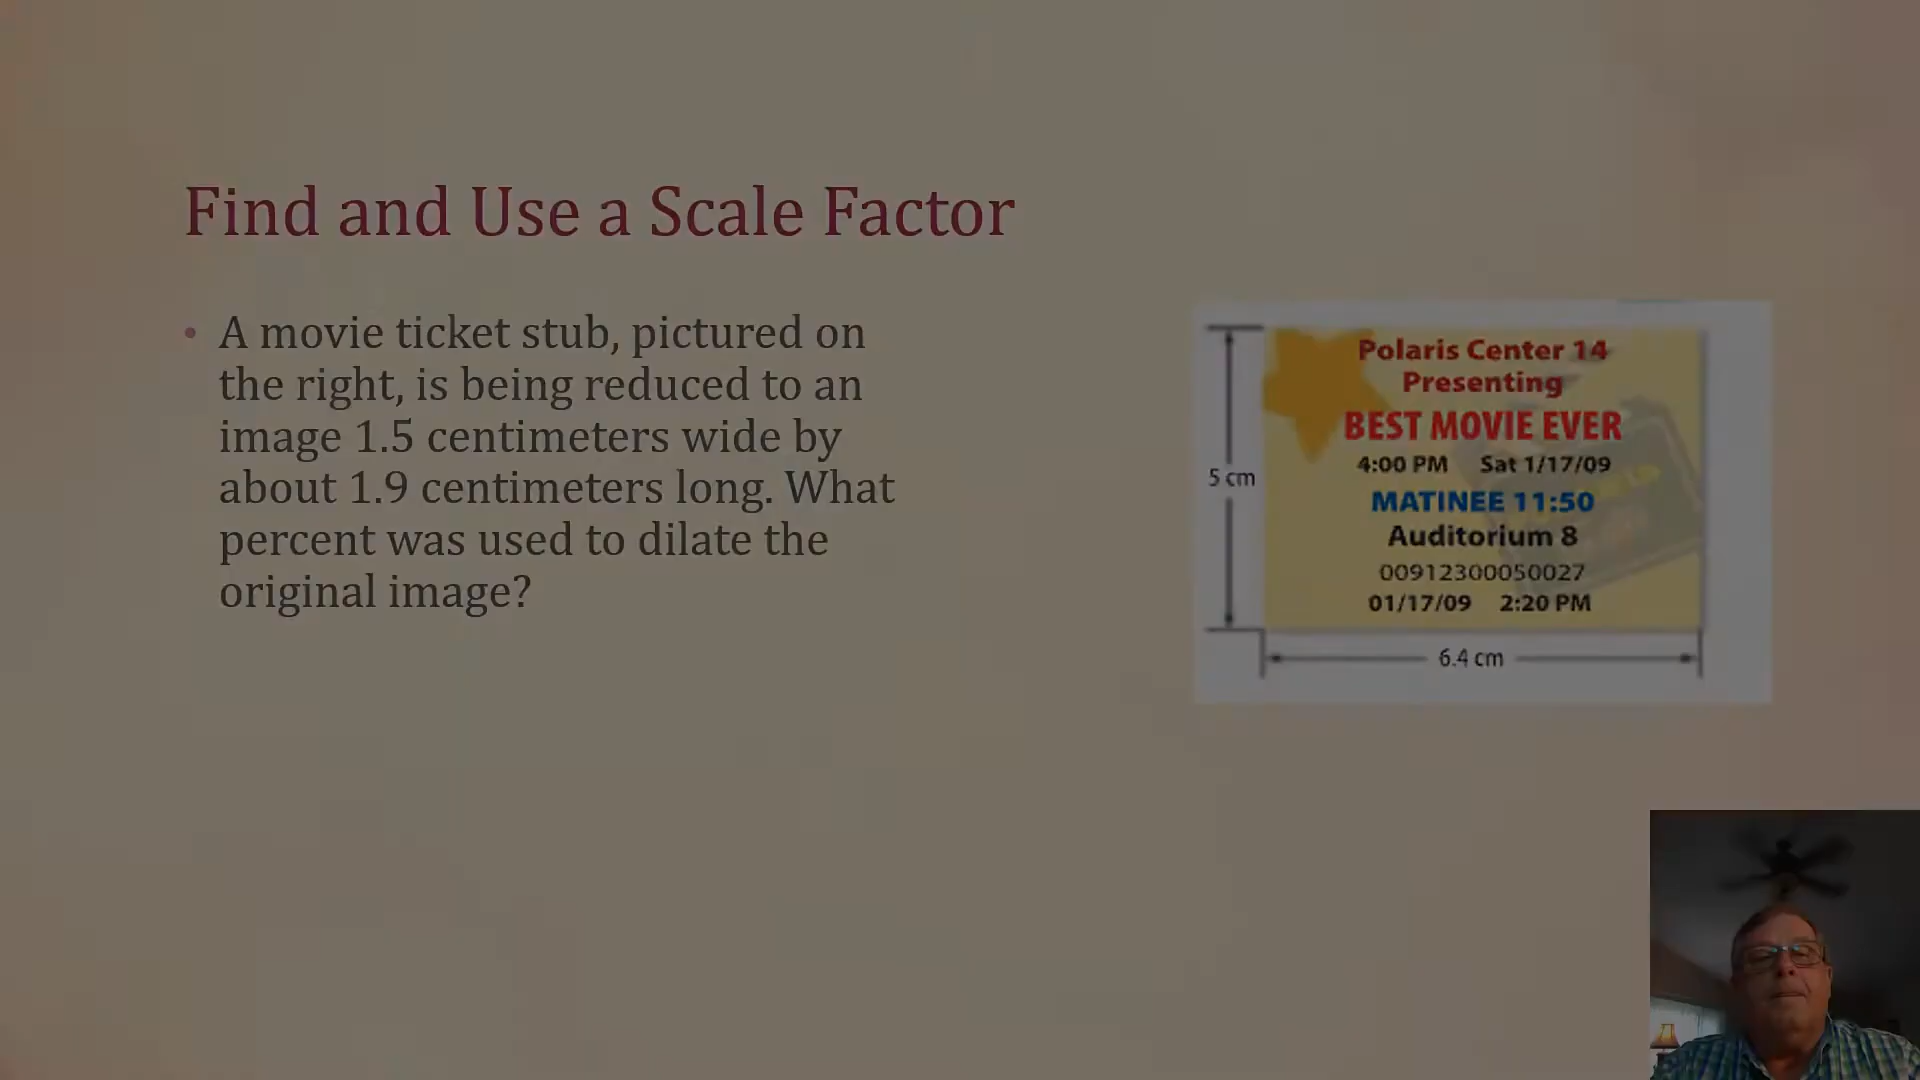 Find and Use a Scale Factor
• A movie ticket stub, pictured on
the right, is being reduced to an
image 1.5 centimeters wide by
about 1.9 centimeters long. What
percent was used to dilate the
original image?
Polaris Center 14
Presenting
BEST MOVIE EVER
4:00 PM Sat 1/17/09
MATINEE 11:50
Auditorium 8
00912300050027
01/17/09 2:20 PM
5 cm
6.4 cm